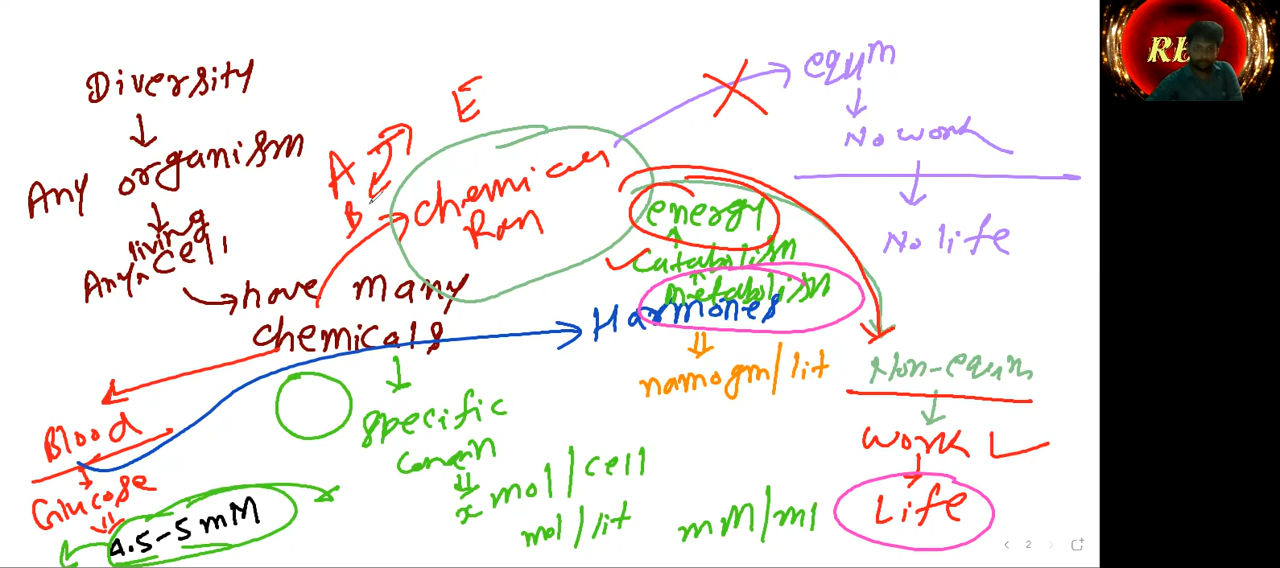 Diversity
Any organism
living
Any cell
have many
chemicals
E
A
B
chemical
Rxn
equm
No work
No life
energy
catabolism
metabolism
Harmones
nanogm/lit
Non-equm
work
Life
Blood
Glucose
4.5-5 mM
specific
x mol/cell
mol/lit
mM/ml
2